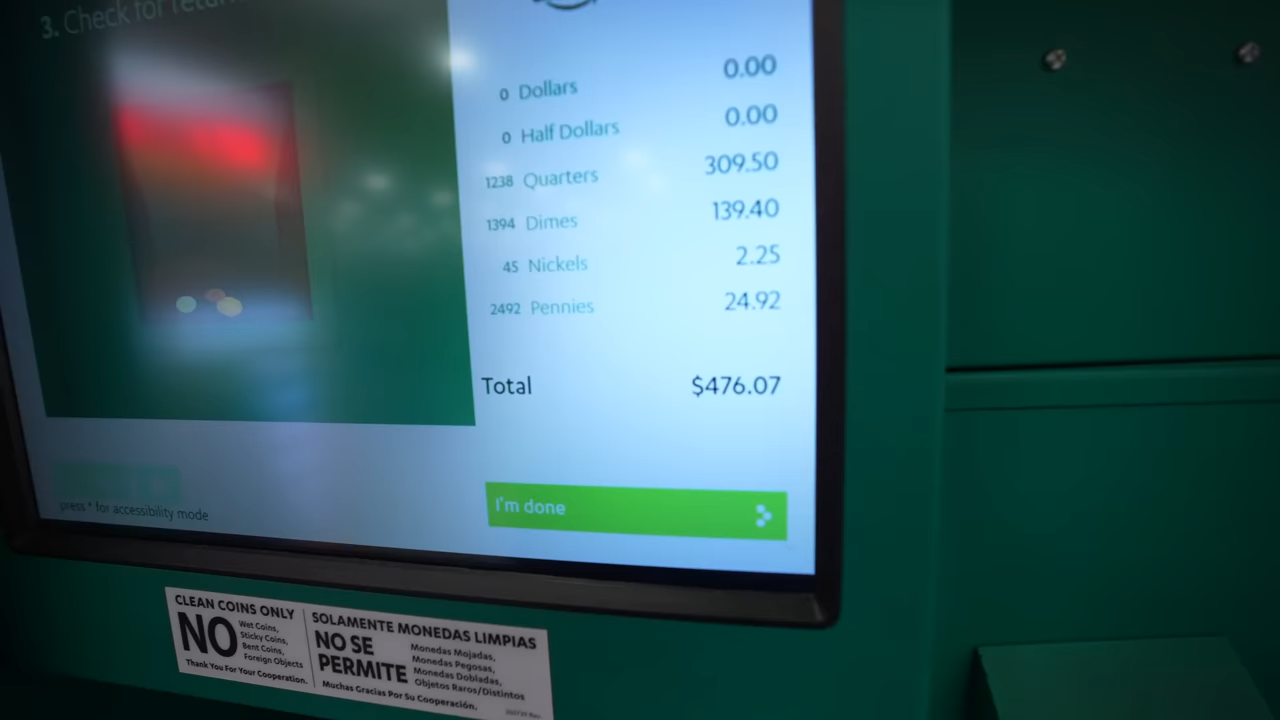 3. Check for
0 Dollars 0.00
0 Half Dollars 0.00
1238 Quarters 309.50
1394 Dimes 139.40
45 Nickels 2.25
2492 Pennies 24.92
Total $476.07
I'm done
press * for accessibility mode
CLEAN COINS ONLY
NO
Wet Coins,
Sticky Coins,
Bent Coins,
Foreign Objects
Thank You For Your Cooperation.
SOLAMENTE MONEDAS LIMPIAS
NO SE
PERMITE
Monedas Mojadas,
Monedas Pegosas,
Monedas Dobladas,
Objetos Raros/Distintos
Muchas Gracias Por Su Cooperación.